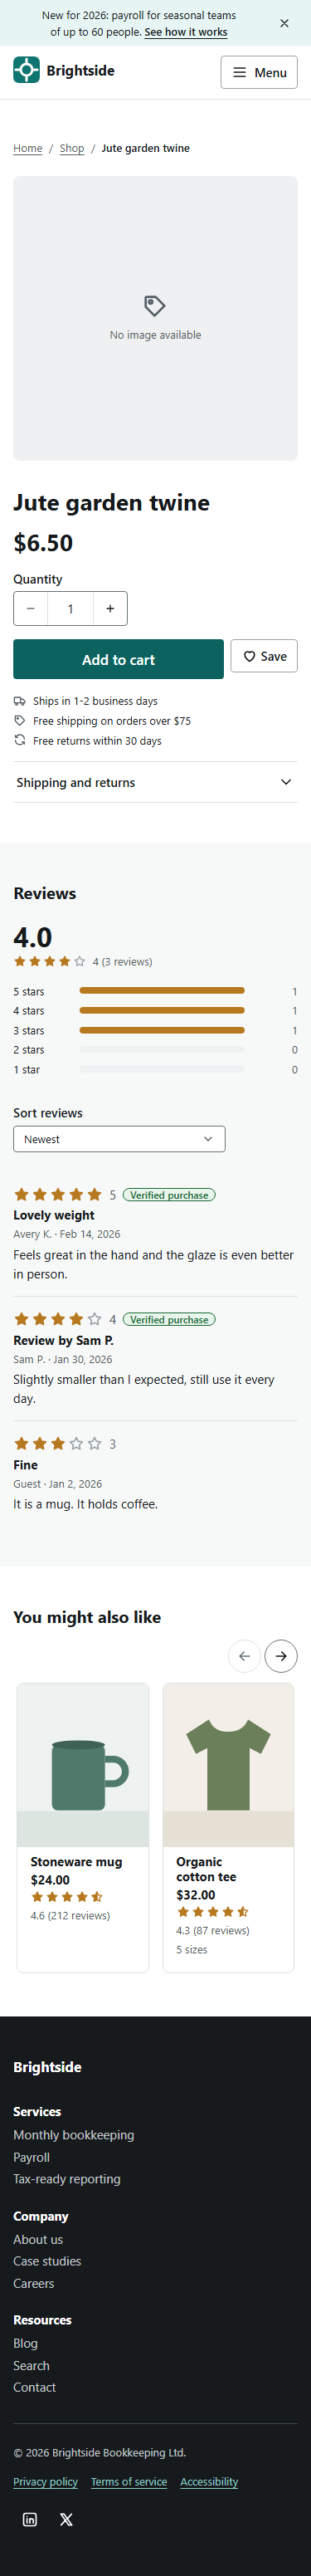 New for 2026: payroll for seasonal teams
of up to 60 people. See how it works
Brightside
Menu
Home / Shop / Jute garden twine
No image available
Jute garden twine
$6.50
Quantity
1
Add to cart
Save
Ships in 1-2 business days
Free shipping on orders over $75
Free returns within 30 days
Shipping and returns
Reviews
4.0
4 (3 reviews)
5 stars 1
4 stars 1
3 stars 1
2 stars 0
1 star 0
Sort reviews
Newest
5 Verified purchase
Lovely weight
Avery K. · Feb 14, 2026
Feels great in the hand and the glaze is even better
in person.
4 Verified purchase
Review by Sam P.
Sam P. · Jan 30, 2026
Slightly smaller than I expected, still use it every
day.
3
Fine
Guest · Jan 2, 2026
It is a mug. It holds coffee.
You might also like
Stoneware mug
$24.00
4.6 (212 reviews)
Organic
cotton tee
$32.00
4.3 (87 reviews)
5 sizes
Brightside
Services
Monthly bookkeeping
Payroll
Tax-ready reporting
Company
About us
Case studies
Careers
Resources
Blog
Search
Contact
© 2026 Brightside Bookkeeping Ltd.
Privacy policy Terms of service Accessibility